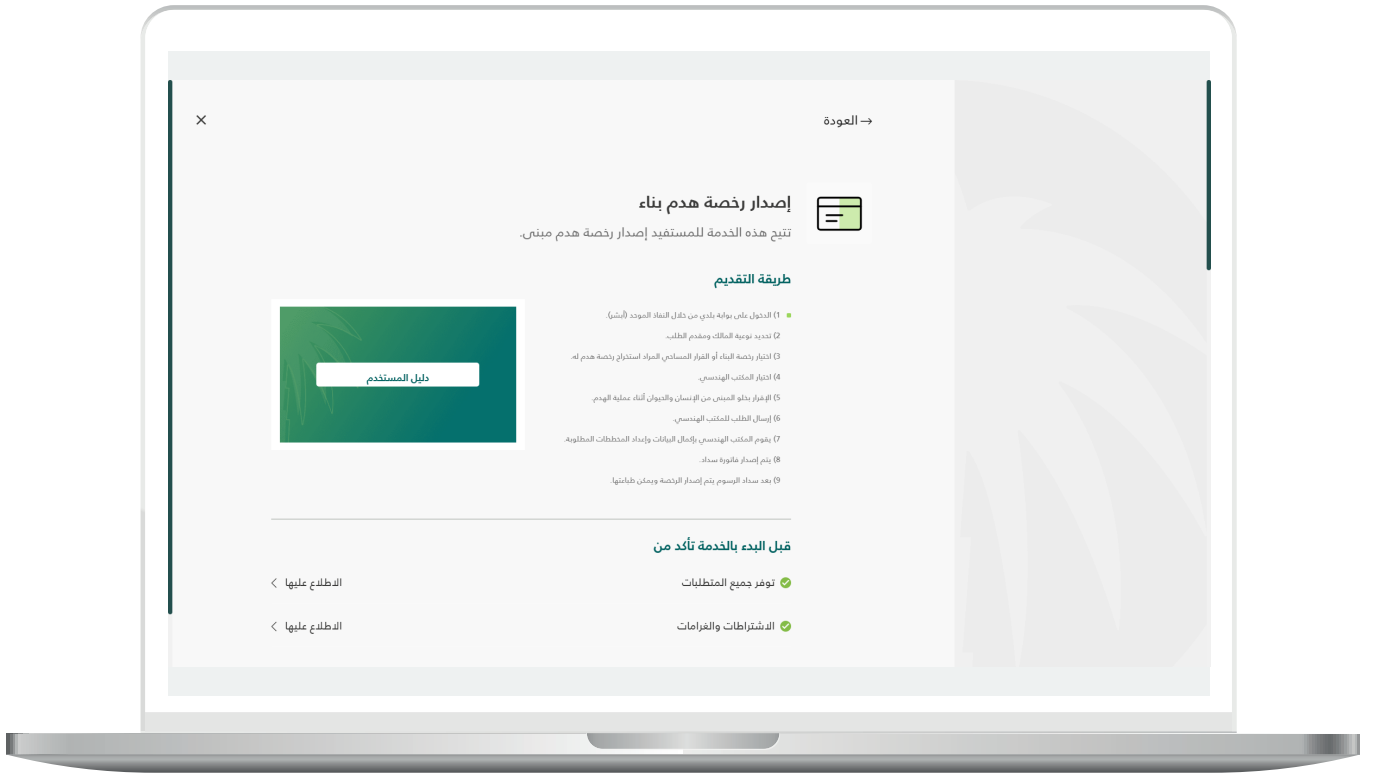 → العودة
×
إصدار رخصة هدم بناء
تتيح هذه الخدمة للمستفيد إصدار رخصة هدم مبنى.
طريقة التقديم
1) الدخول على بوابة بلدي من خلال النفاذ الموحد (أبشر).
2) تحديد نوعية المالك ومقدم الطلب.
3) اختيار رخصة البناء أو القرار المساحي المراد استخراج رخصة هدم له.
4) اختيار المكتب الهندسي.
5) الإقرار بخلو المبنى من الإنسان والحيوان أثناء عملية الهدم.
6) إرسال الطلب للمكتب الهندسي.
7) يقوم المكتب الهندسي بإكمال البيانات وإعداد المخططات المطلوبة.
8) يتم إصدار فاتورة سداد.
9) بعد سداد الرسوم يتم إصدار الرخصة ويمكن طباعتها.
دليل المستخدم
قبل البدء بالخدمة تأكد من
توفر جميع المتطلبات
الاطلاع عليها
الاشتراطات والغرامات
الاطلاع عليها